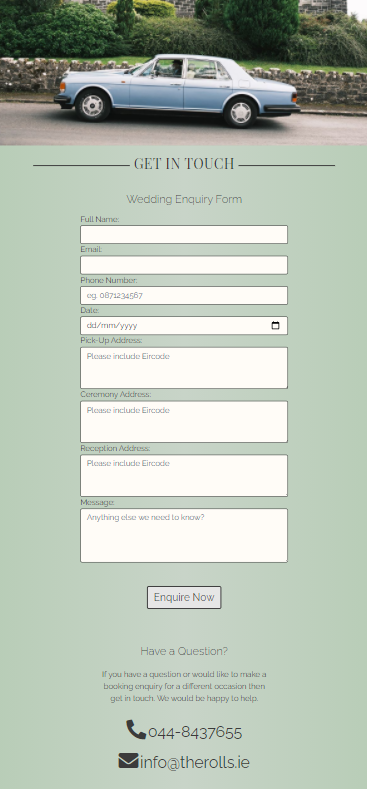 GET IN TOUCH
Wedding Enquiry Form
Full Name:
Email:
Phone Number:
eg. 0871234567
Date:
dd/mm/yyyy
Pick-Up Address:
Please include Eircode
Ceremony Address:
Please include Eircode
Reception Address:
Please include Eircode
Message:
Anything else we need to know?
Enquire Now
Have a Question?
If you have a question or would like to make a
booking enquiry for a different occasion then
get in touch. We would be happy to help.
044-8437655
info@therolls.ie